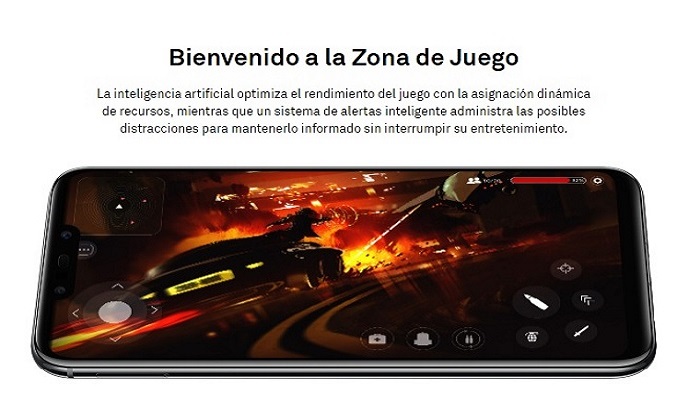 Bienvenido a la Zona de Juego
La inteligencia artificial optimiza el rendimiento del juego con la asignación dinámica
de recursos, mientras que un sistema de alertas inteligente administra las posibles
distracciones para mantenerlo informado sin interrumpir su entretenimiento.